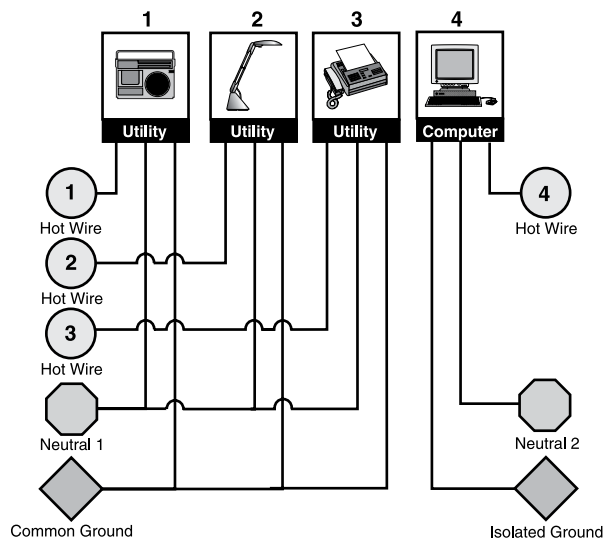 1 2 3 4
Utility Utility Utility Computer
1 4
Hot Wire Hot Wire
2
Hot Wire
3
Hot Wire
Neutral 1 Neutral 2
Common Ground Isolated Ground